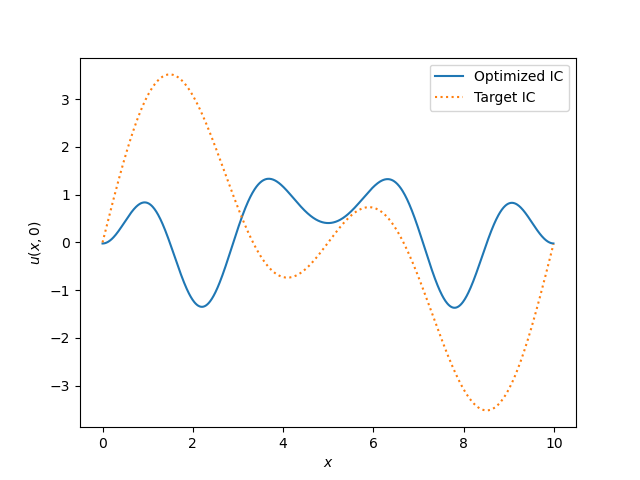 Optimized IC
Target IC
3
2
1
0
−1
−2
−3
u(x, 0)
0 2 4 6 8 10
x